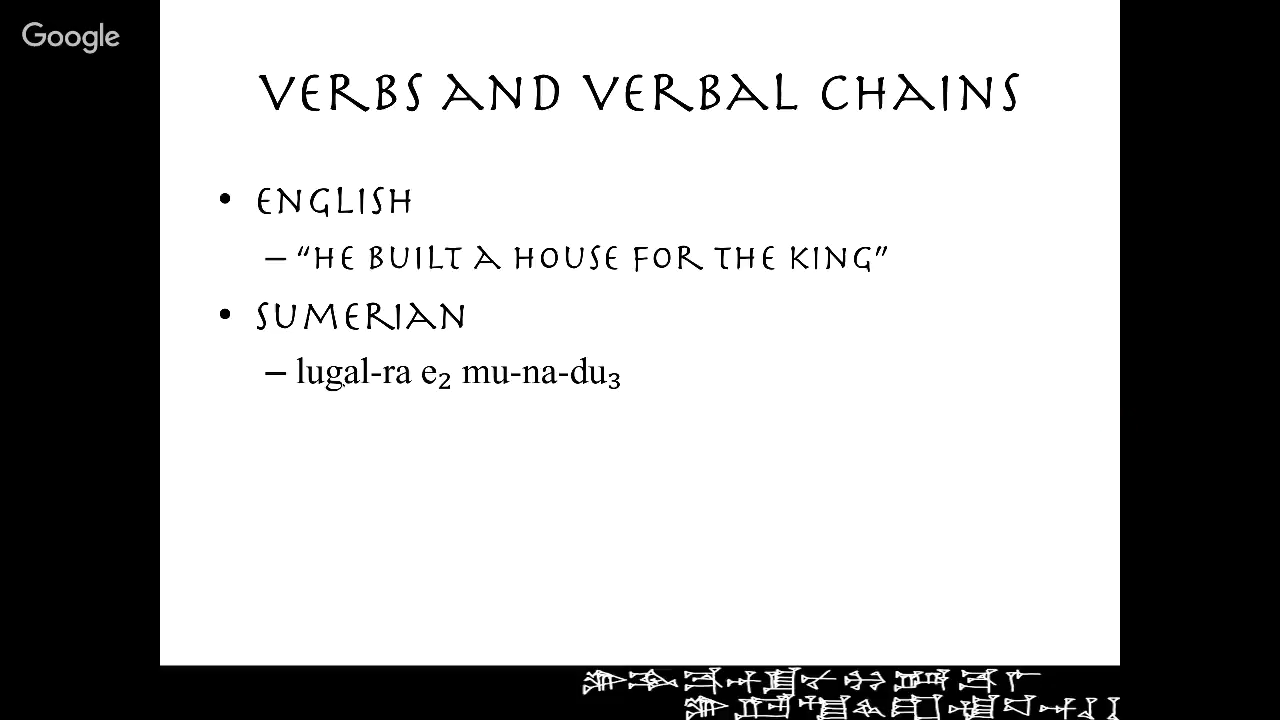 Google
VERBS AND VERBAL CHAINS
• ENGLISH
– “HE BUILT A HOUSE FOR THE KING”
• SUMERIAN
– lugal-ra e₂ mu-na-du₃